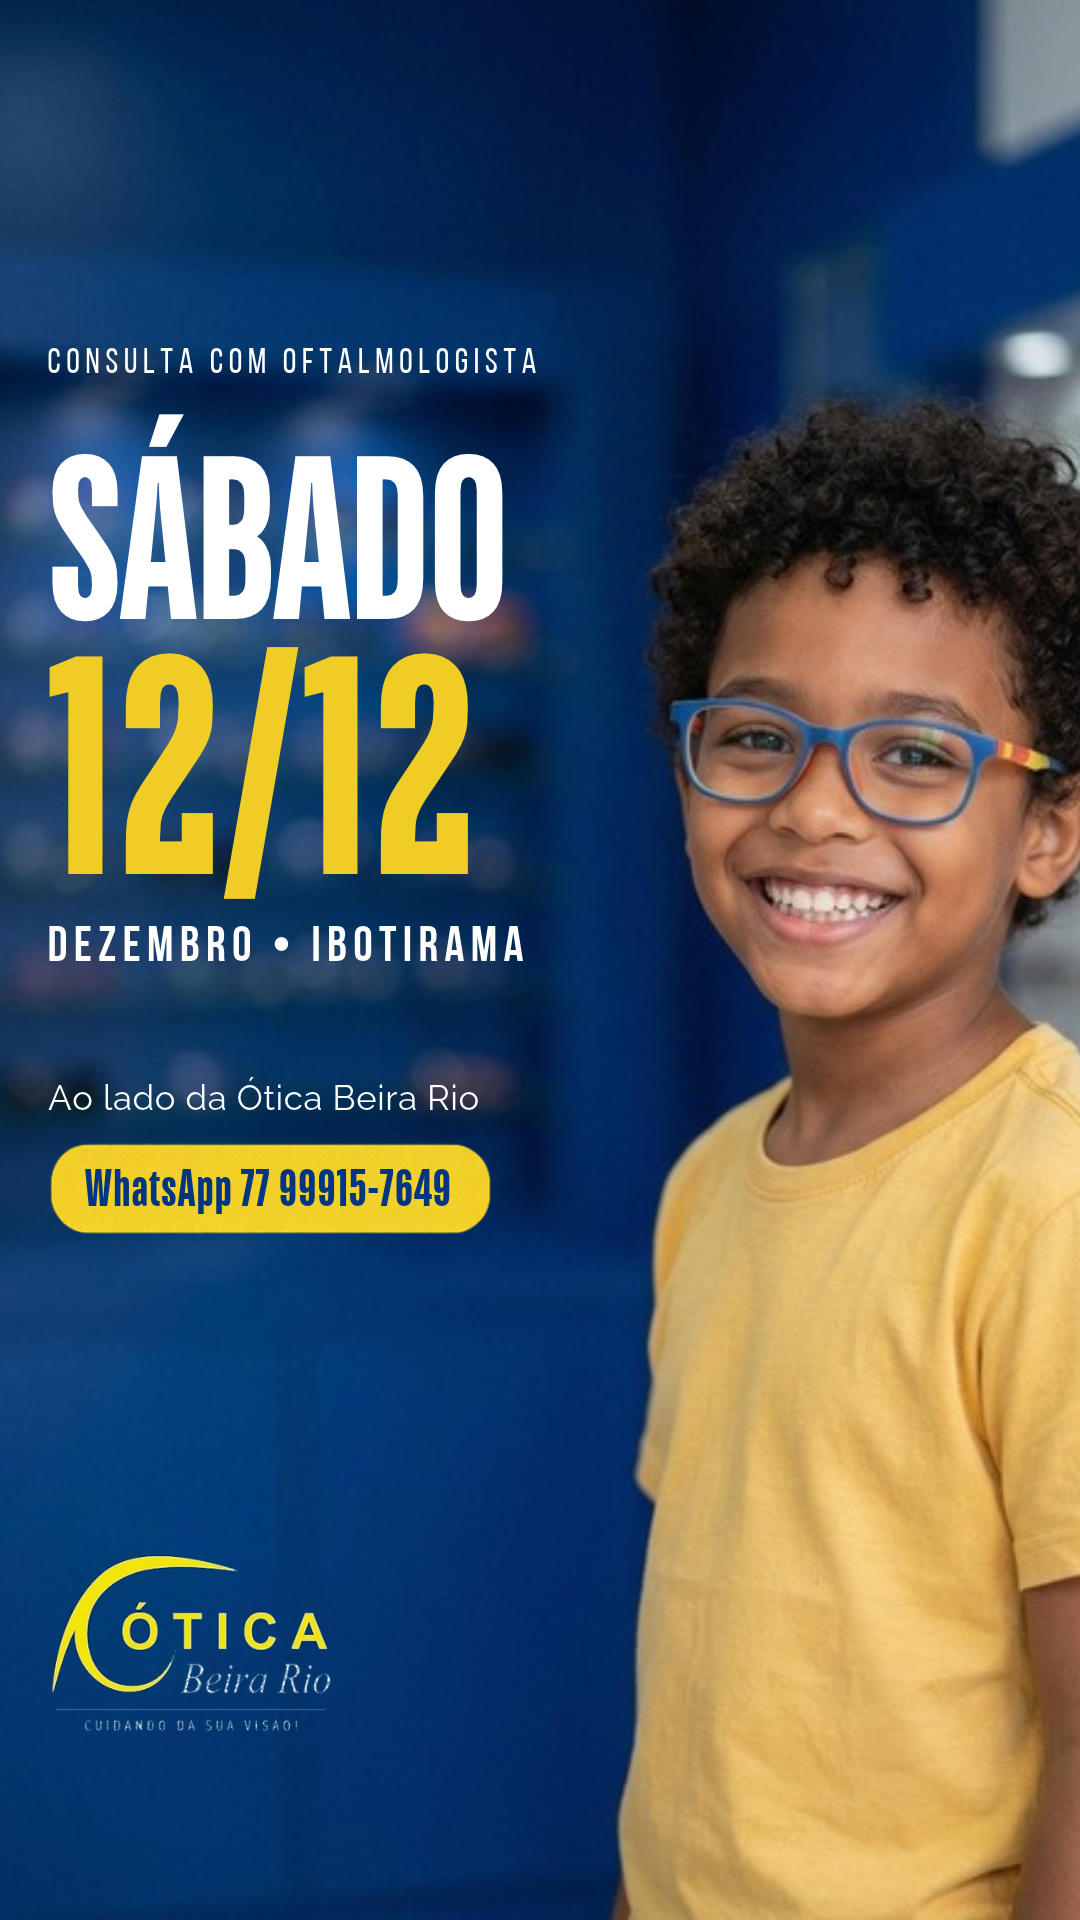 CONSULTA COM OFTALMOLOGISTA
SÁBADO
12/12
DEZEMBRO • IBOTIRAMA
Ao lado da Ótica Beira Rio
WhatsApp 77 99915-7649
ÓTICA
Beira Rio
CUIDANDO DA SUA VISÃO!